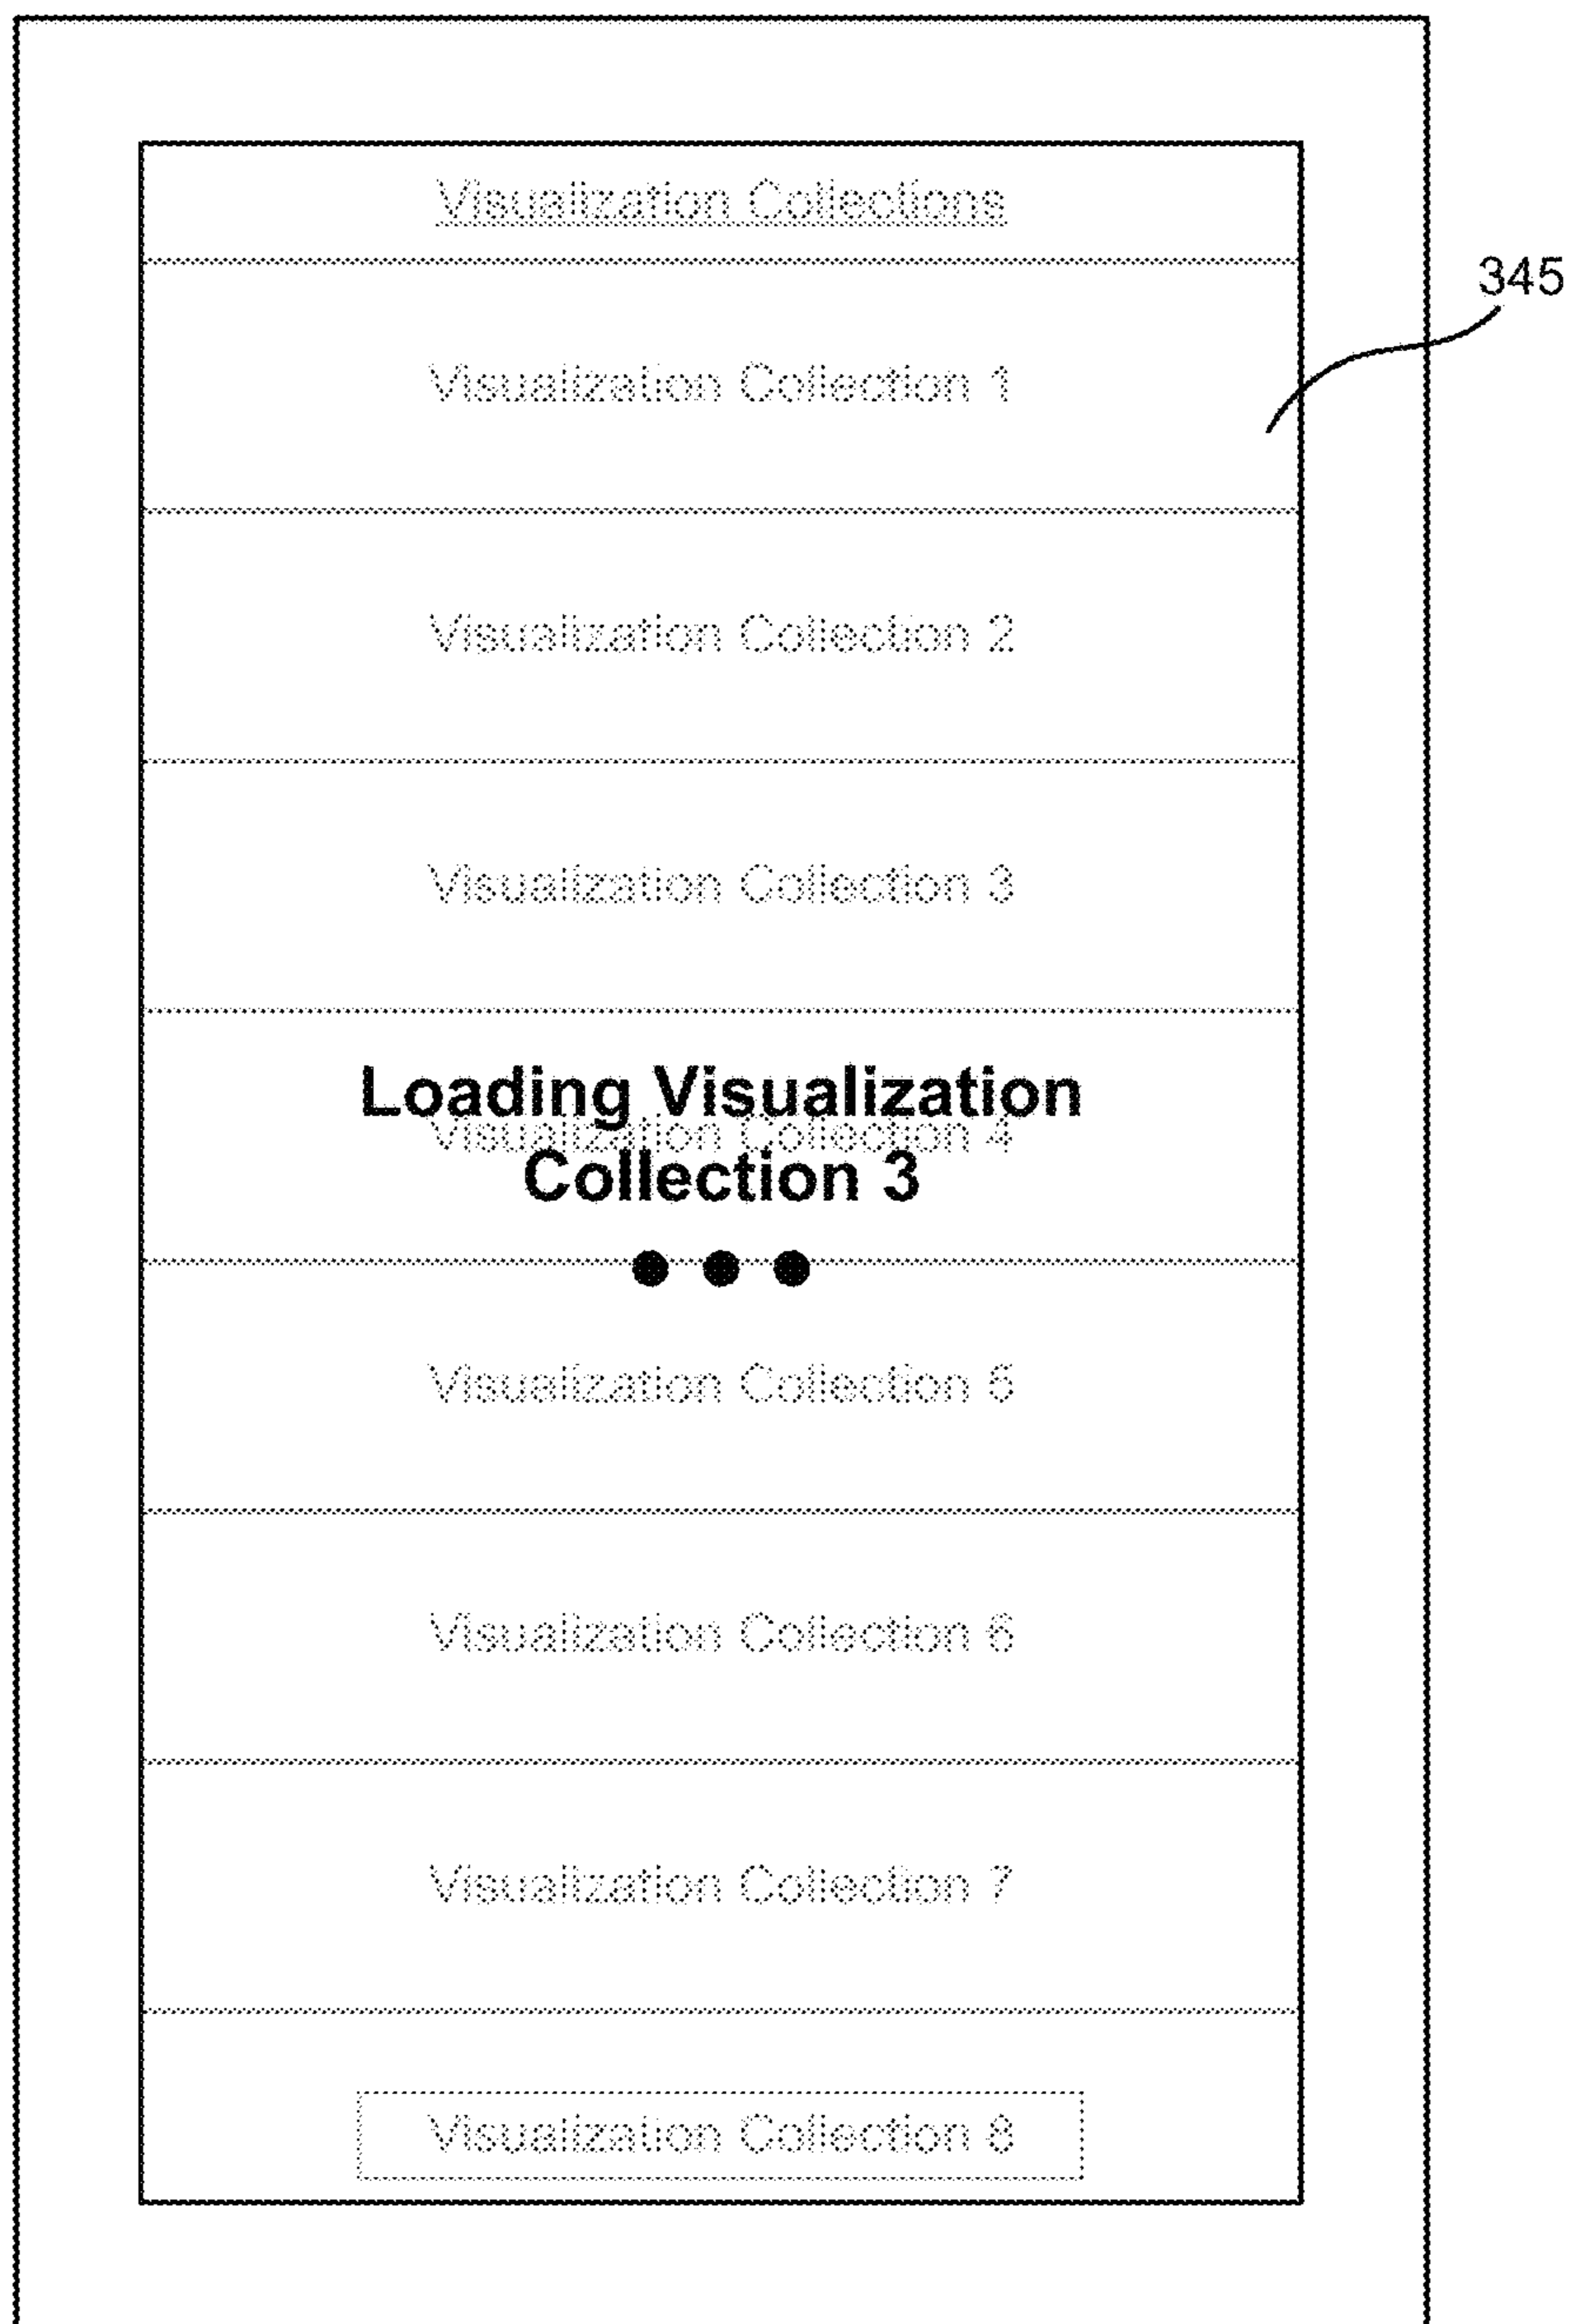 Visualization Collections
345
Visualization Collection 1
Visualization Collection 2
Visualization Collection 3
Loading Visualization
Visualization Collection 4
Collection 3
Visualization Collection 5
Visualization Collection 6
Visualization Collection 7
Visualization Collection 8